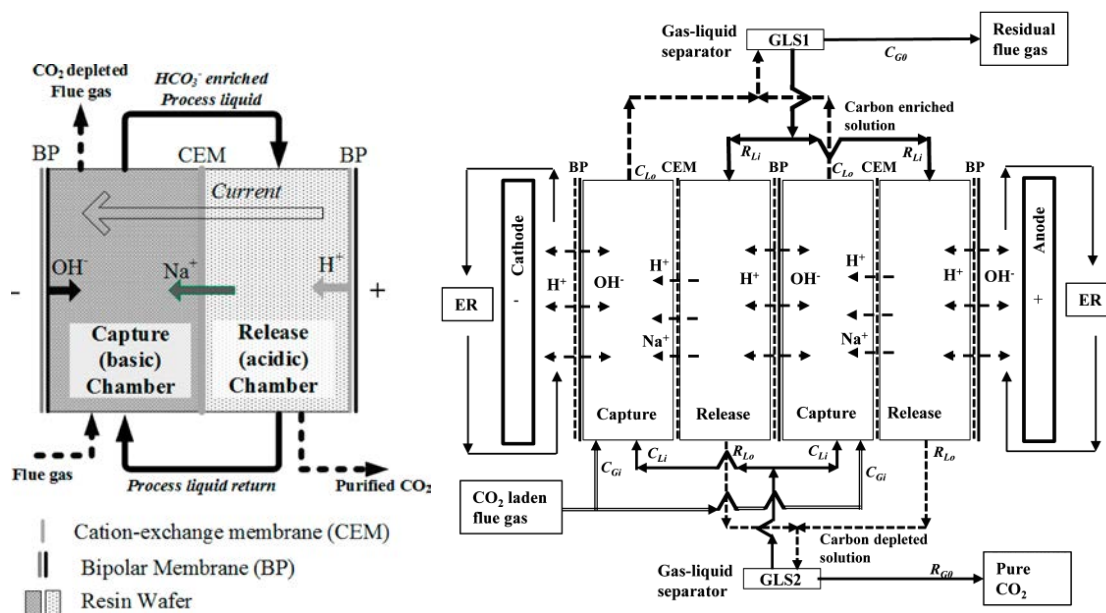 CO2 depleted
Flue gas
HCO3- enriched
Process liquid
BP
CEM
BP
Current
OH-
Na+
H+
-
+
Capture
(basic)
Chamber
Release
(acidic)
Chamber
Flue gas
Process liquid return
Purified CO2
Cation-exchange membrane (CEM)
Bipolar Membrane (BP)
Resin Wafer
Gas-liquid
separator
GLS1
CG0
Residual
flue gas
Carbon enriched
solution
RLi
RLi
BP
CLo
CEM
BP
CLo
CEM
BP
Cathode
-
Anode
+
ER
ER
H+
OH-
H+
Na+
H+
OH-
H+
Na+
H+
OH-
Capture
Release
Capture
Release
CGi
CLi
RLo
CLi
CGi
RLo
CO2 laden
flue gas
Carbon depleted
solution
Gas-liquid
separator
GLS2
RG0
Pure
CO2